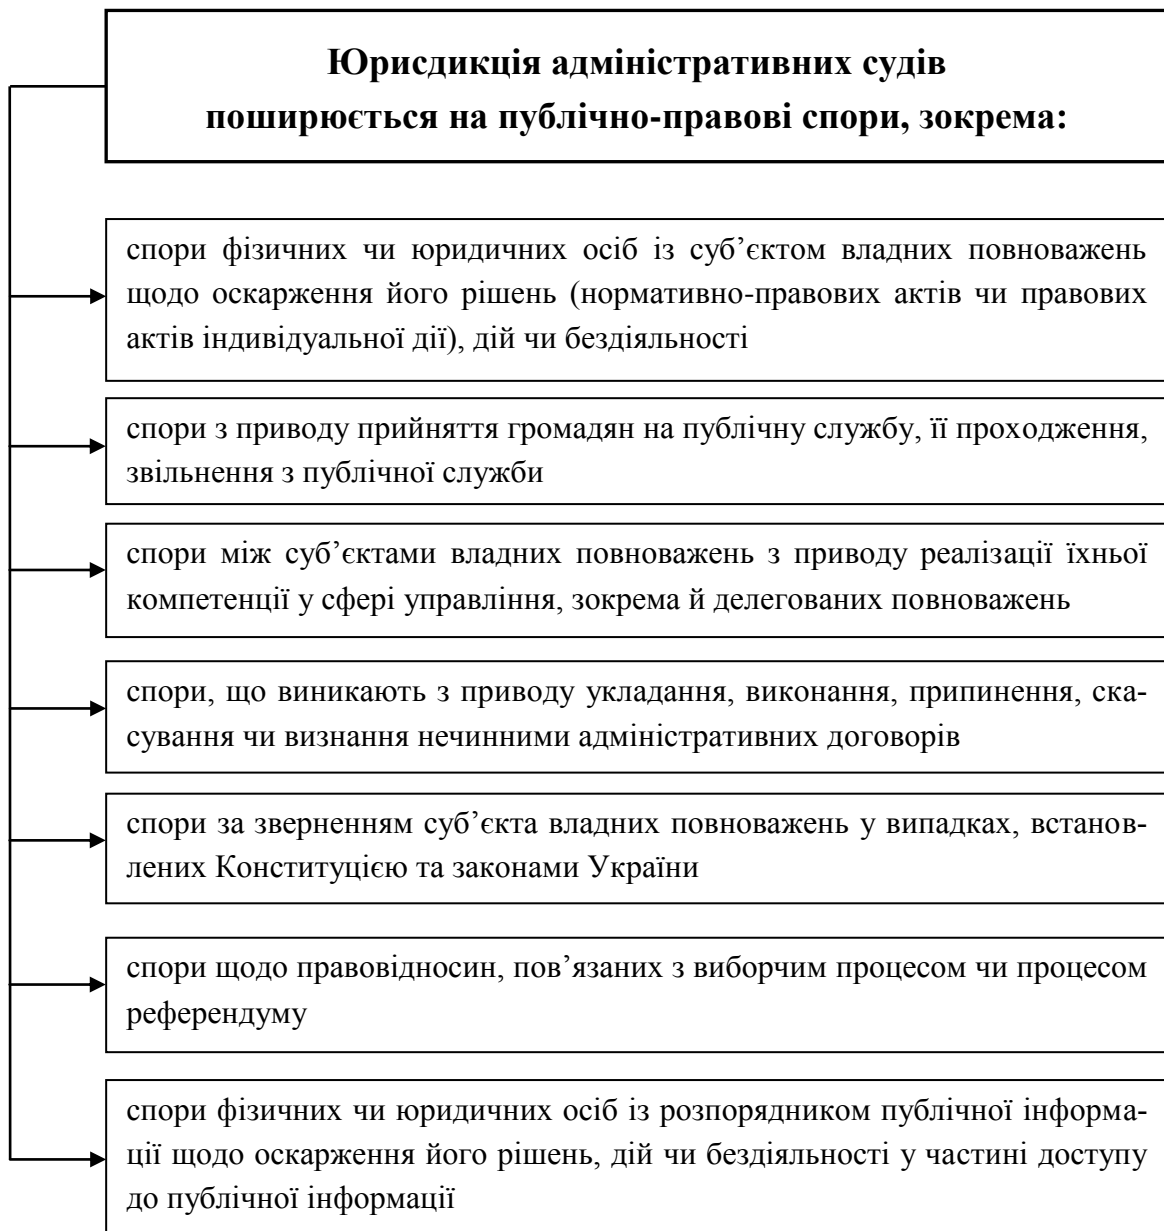 Юрисдикція адміністративних судів
поширюється на публічно-правові спори, зокрема:
спори фізичних чи юридичних осіб із суб’єктом владних повноважень
щодо оскарження його рішень (нормативно-правових актів чи правових
актів індивідуальної дії), дій чи бездіяльності
спори з приводу прийняття громадян на публічну службу, її проходження,
звільнення з публічної служби
спори між суб’єктами владних повноважень з приводу реалізації їхньої
компетенції у сфері управління, зокрема й делегованих повноважень
спори, що виникають з приводу укладання, виконання, припинення, ска-
сування чи визнання нечинними адміністративних договорів
спори за зверненням суб’єкта владних повноважень у випадках, встанов-
лених Конституцією та законами України
спори щодо правовідносин, пов’язаних з виборчим процесом чи процесом
референдуму
спори фізичних чи юридичних осіб із розпорядником публічної інформа-
ції щодо оскарження його рішень, дій чи бездіяльності у частині доступу
до публічної інформації